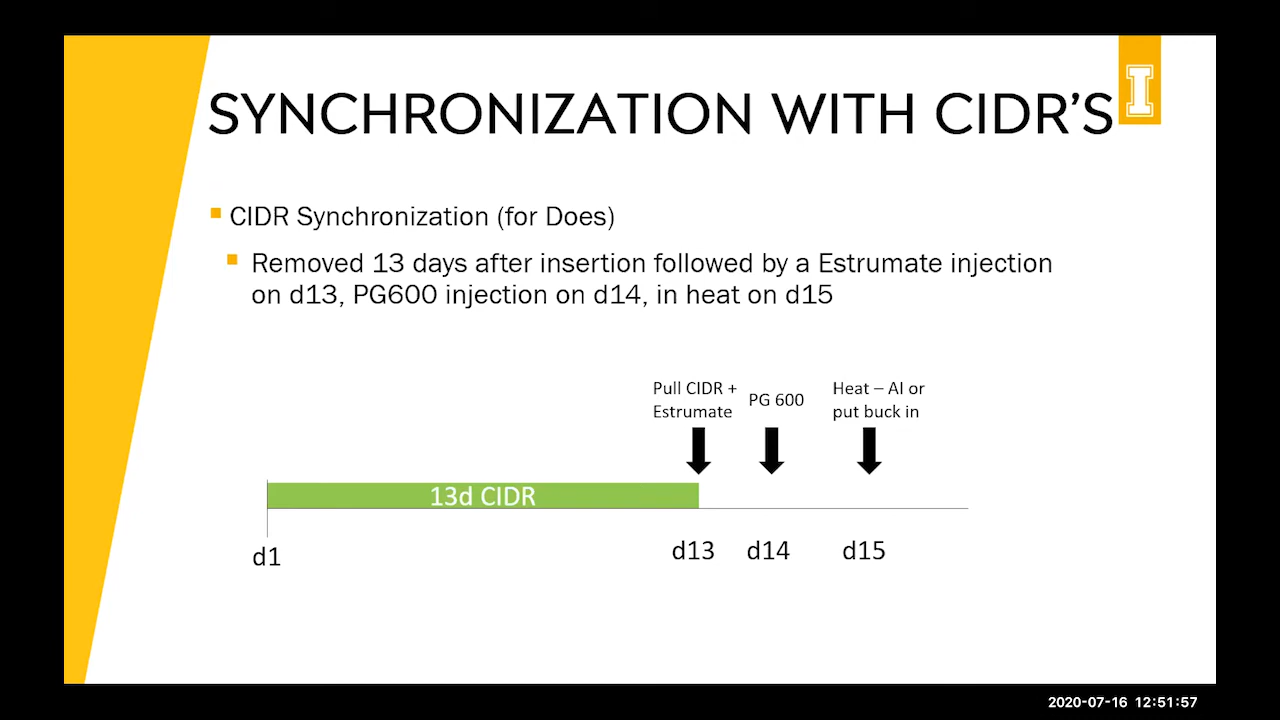 SYNCHRONIZATION WITH CIDR'S
I
CIDR Synchronization (for Does)
Removed 13 days after insertion followed by a Estrumate injection
on d13, PG600 injection on d14, in heat on d15
Pull CIDR +
Estrumate
PG 600
Heat – AI or
put buck in
13d CIDR
d1
d13
d14
d15
2020-07-16 12:51:57